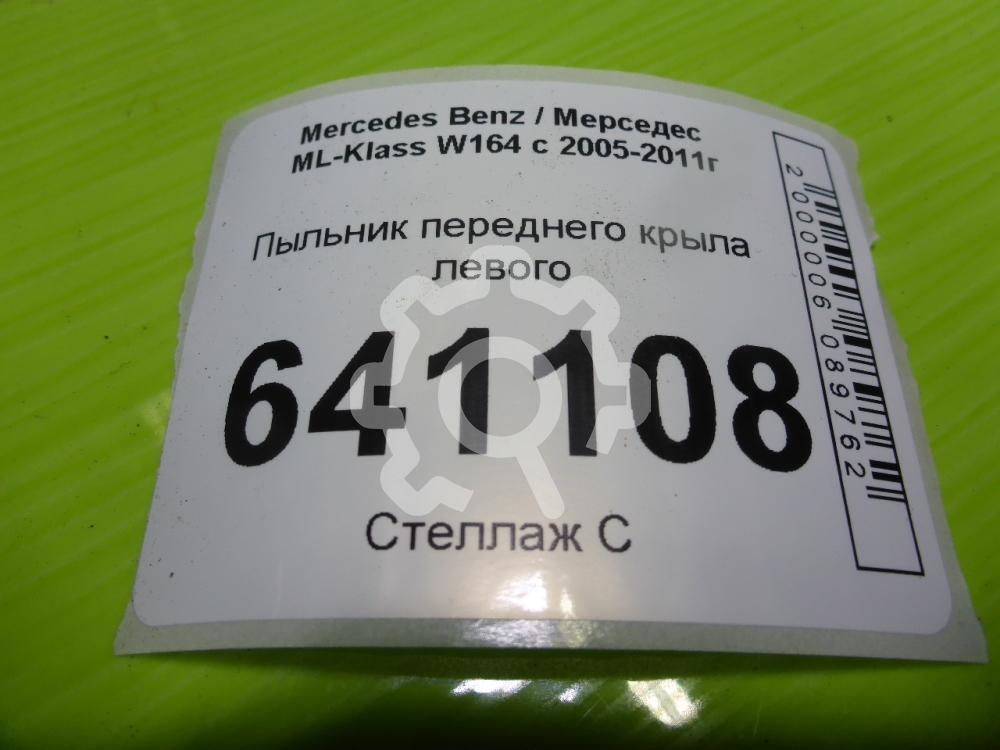 Mercedes Benz / Мерседес
ML-Klass W164 с 2005-2011г
Пыльник переднего крыла
левого
641108
Стеллаж С
2000006089762